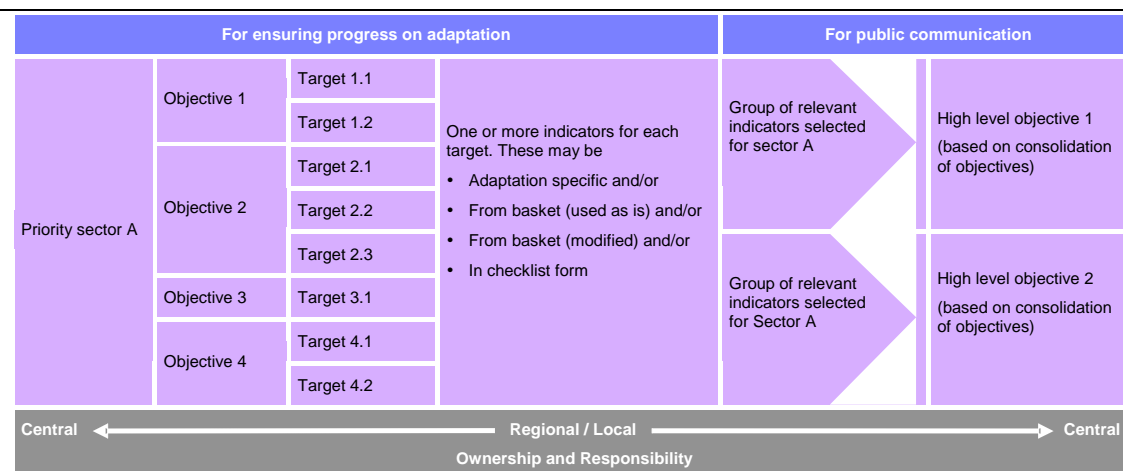 For ensuring progress on adaptation
For public communication
Priority sector A
Objective 1
Target 1.1
Target 1.2
Objective 2
Target 2.1
Target 2.2
Target 2.3
Objective 3
Target 3.1
Objective 4
Target 4.1
Target 4.2
One or more indicators for each
target. These may be
• Adaptation specific and/or
• From basket (used as is) and/or
• From basket (modified) and/or
• In checklist form
Group of relevant
indicators selected
for sector A
High level objective 1
(based on consolidation
of objectives)
Group of relevant
indicators selected
for Sector A
High level objective 2
(based on consolidation
of objectives)
Central
Regional / Local
Central
Ownership and Responsibility